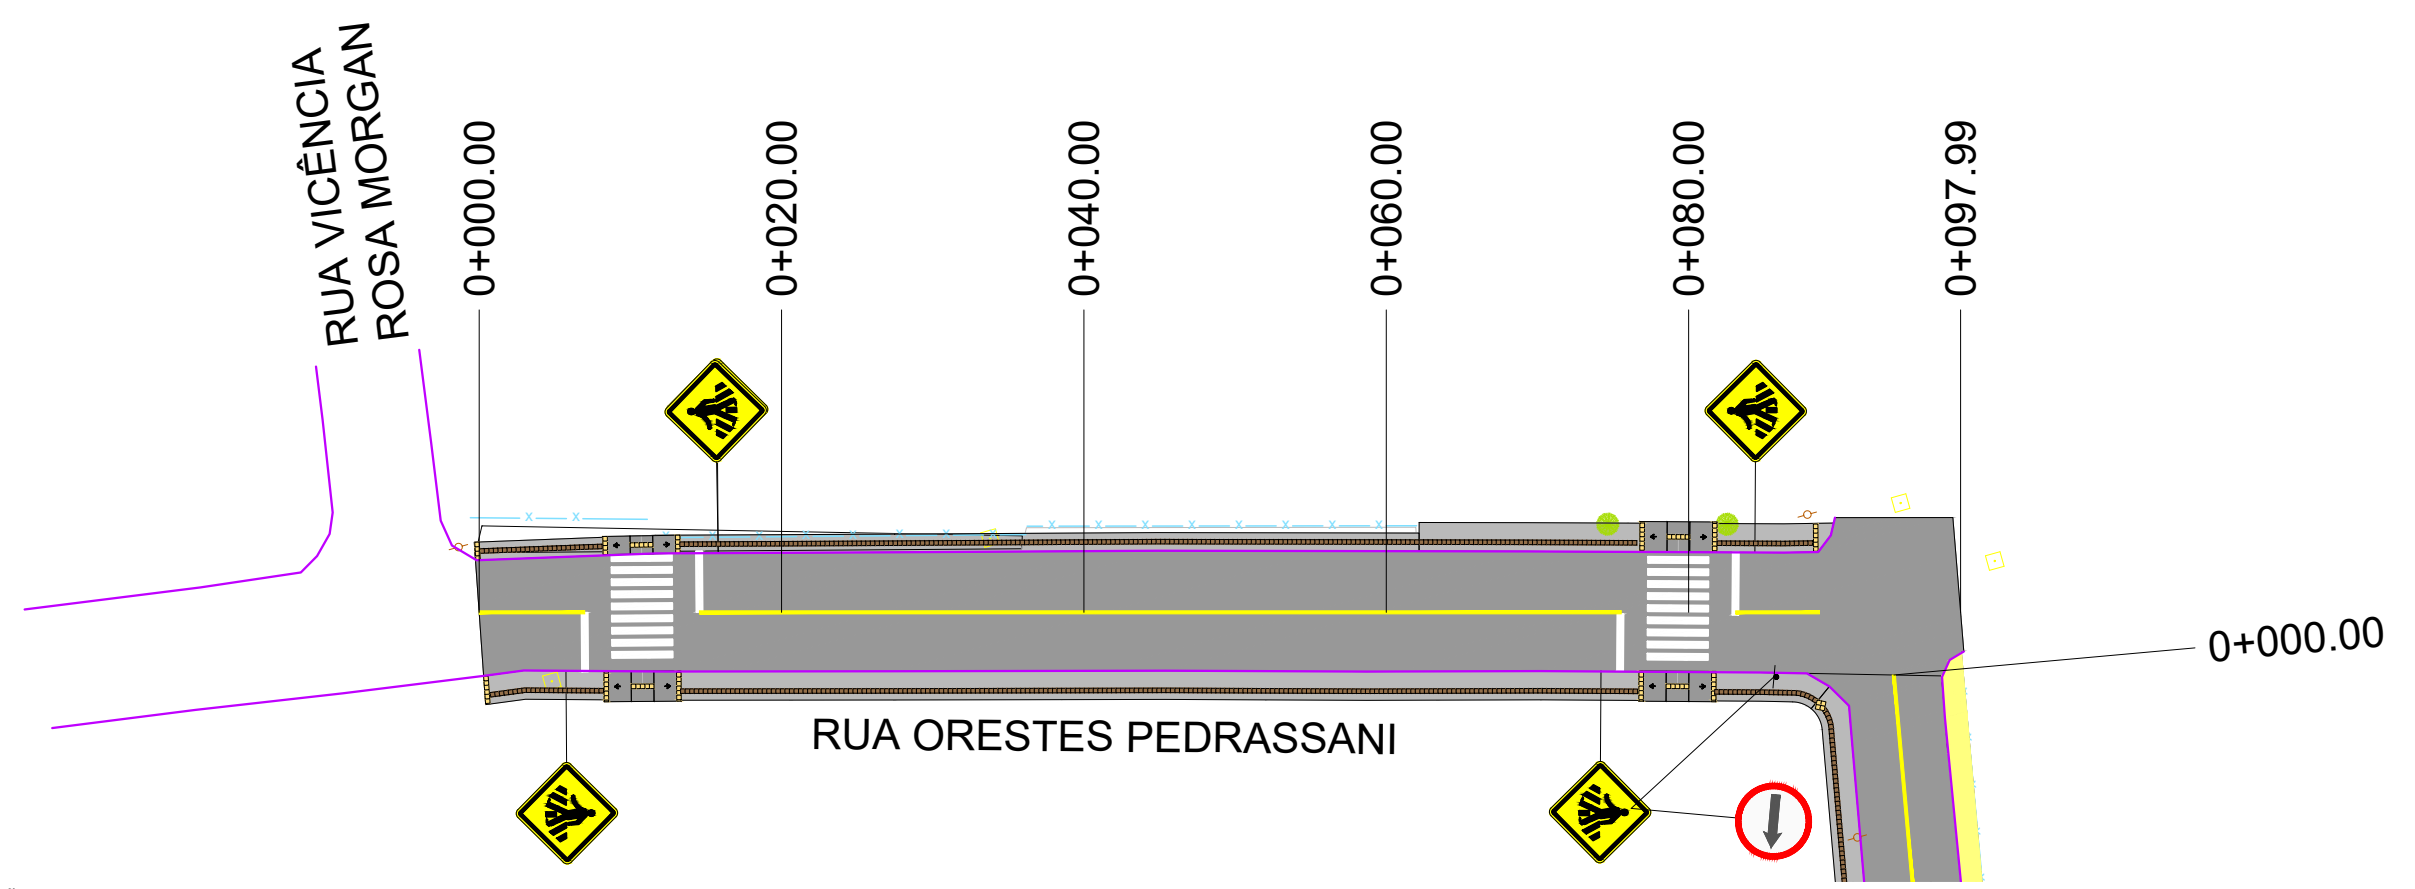 RUA VICÊNCIA
ROSA MORGAN
0+000.00
0+020.00
0+040.00
0+060.00
0+080.00
0+097.99
0+000.00
RUA ORESTES PEDRASSANI